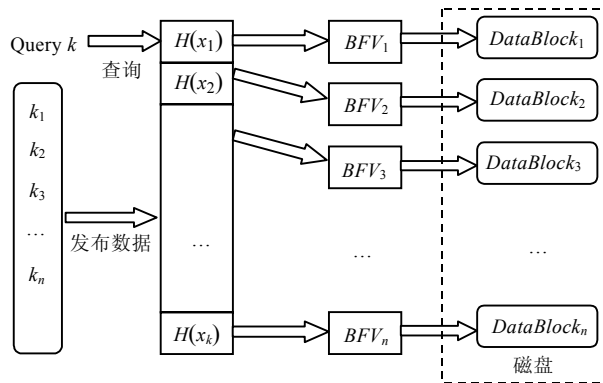 Query k
查询
H(x₁)
BFV₁
DataBlock₁
H(x₂)
BFV₂
DataBlock₂
k₁
k₂
k₃
…
kₙ
发布数据
BFV₃
DataBlock₃
…
…
…
H(xₖ)
BFVₙ
DataBlockₙ
磁盘